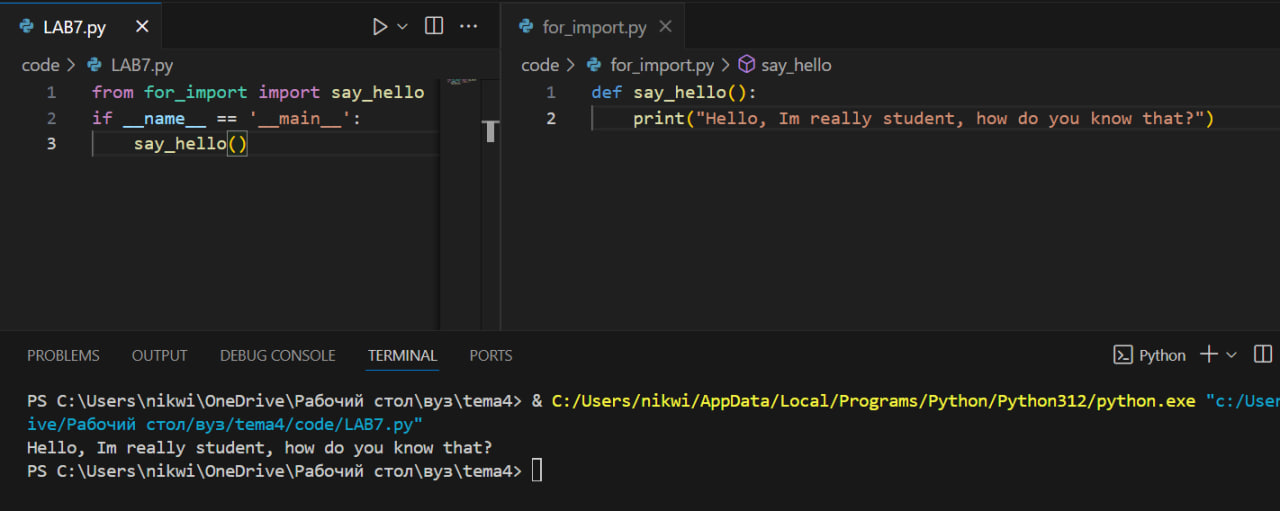 LAB7.py
code > LAB7.py
1 from for_import import say_hello
2 if __name__ == '__main__':
3     say_hello()
for_import.py
code > for_import.py > say_hello
1 def say_hello():
2     print("Hello, Im really student, how do you know that?")
PROBLEMS OUTPUT DEBUG CONSOLE TERMINAL PORTS
Python
PS C:\Users\nikwi\OneDrive\Рабочий стол\вуз\tema4> & C:/Users/nikwi/AppData/Local/Programs/Python/Python312/python.exe "c:/User
ive/Рабочий стол/вуз/tema4/code/LAB7.py"
Hello, Im really student, how do you know that?
PS C:\Users\nikwi\OneDrive\Рабочий стол\вуз\tema4>